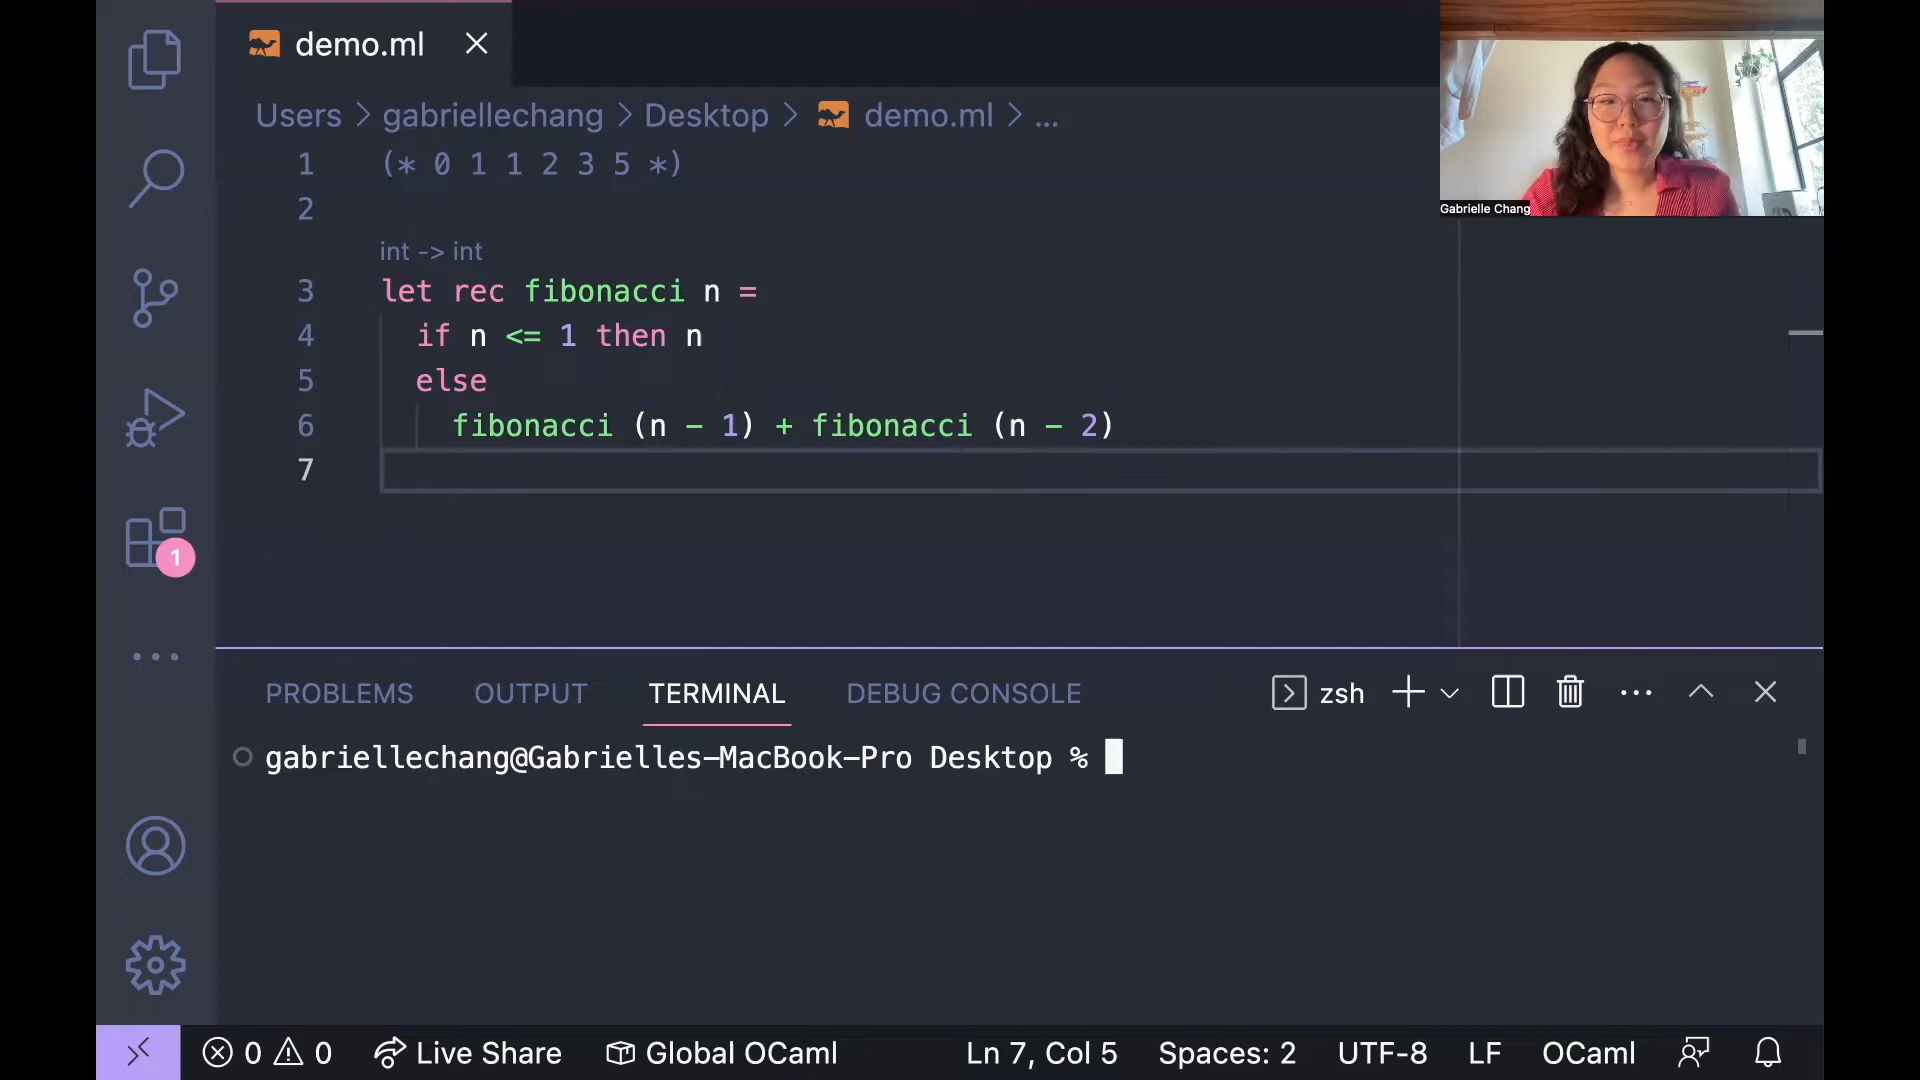 demo.ml
Users > gabriellechang > Desktop > demo.ml > ...
Gabrielle Chang
1 (* 0 1 1 2 3 5 *)
2
int -> int
3 let rec fibonacci n =
4 if n <= 1 then n
5 else
6 fibonacci (n - 1) + fibonacci (n - 2)
7
1
PROBLEMS OUTPUT TERMINAL DEBUG CONSOLE zsh
gabriellechang@Gabrielles-MacBook-Pro Desktop %
0 0 Live Share Global OCaml Ln 7, Col 5 Spaces: 2 UTF-8 LF OCaml